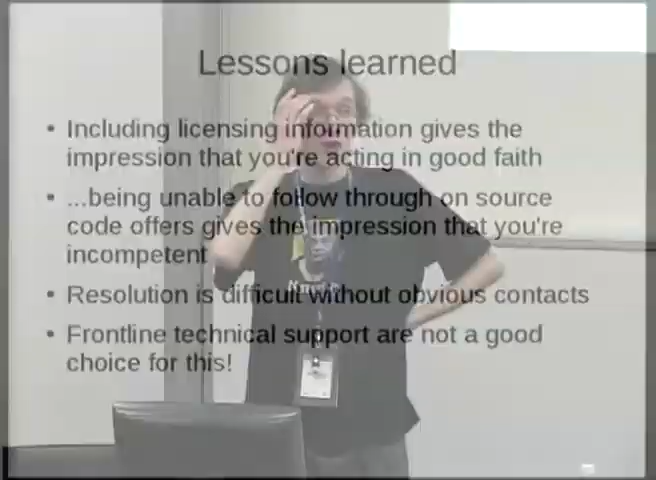 Lessons learned
• Including licensing information gives the
impression that you're acting in good faith
• ...being unable to follow through on source
code offers gives the impression that you're
incompetent
• Resolution is difficult without obvious contacts
• Frontline technical support are not a good
choice for this!